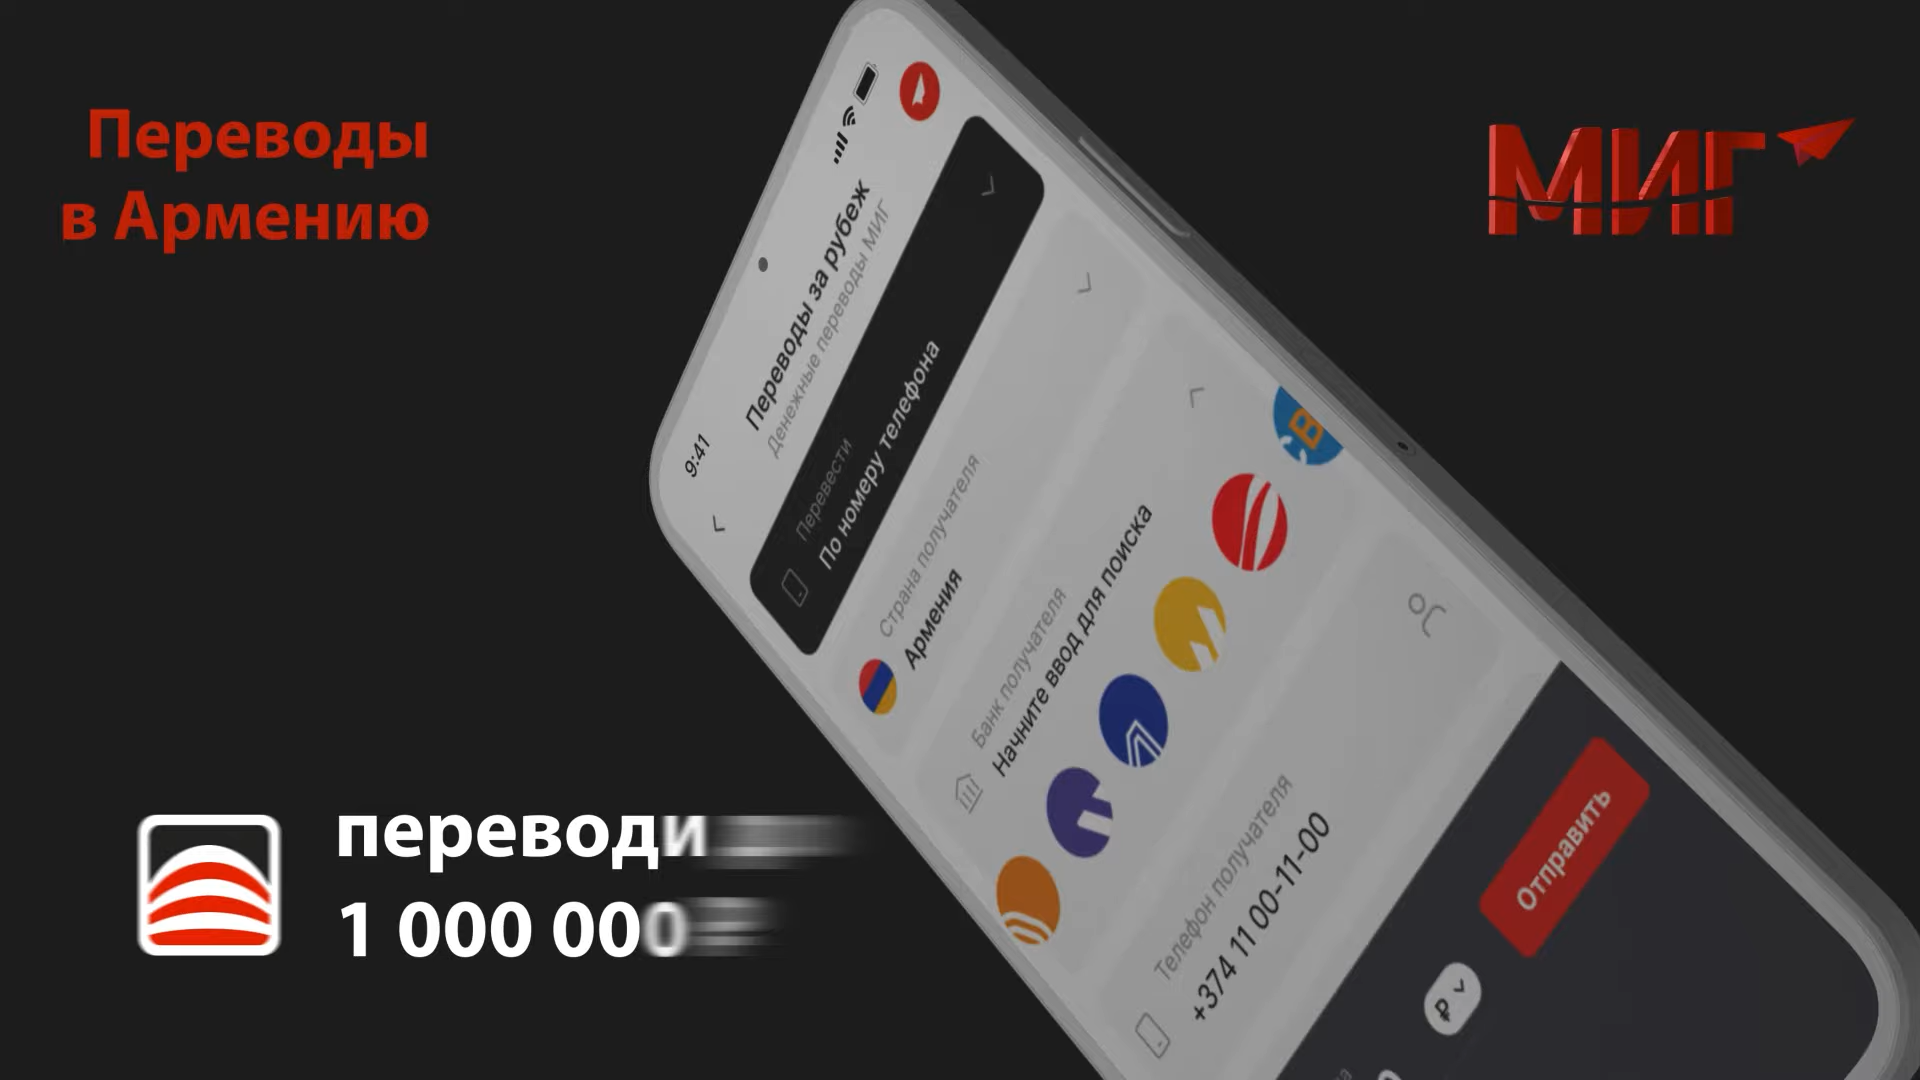 Переводы
в Армению
МИГ
9:41
Переводы за рубеж
Денежные переводы МИГ
Перевести
По номеру телефона
Страна получателя
Армения
Банк получателя
Начните ввод для поиска
Телефон получателя
+374 11 00-11-00
₽
Отправить
переводи
1 000 000